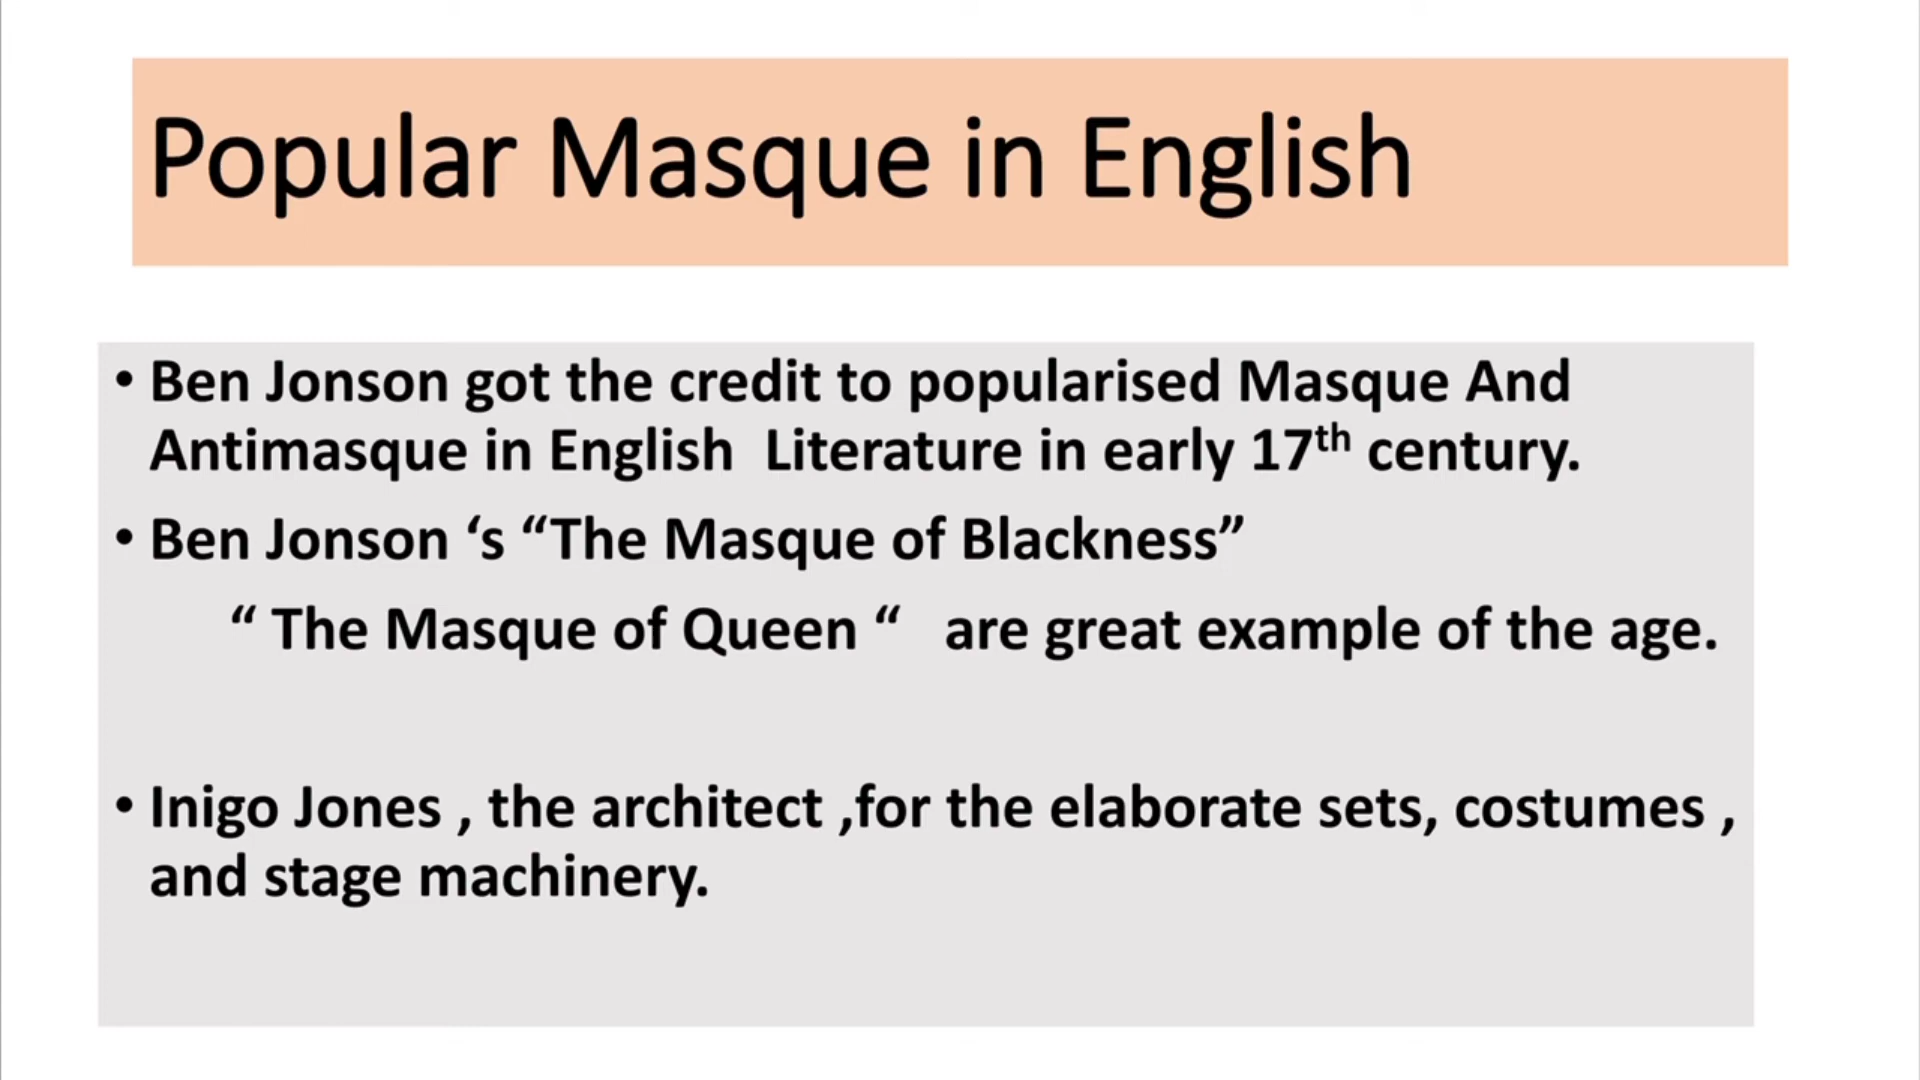 Popular Masque in English
• Ben Jonson got the credit to popularised Masque And
Antimasque in English  Literature in early 17th century.
• Ben Jonson ‘s “The Masque of Blackness”
“ The Masque of Queen “   are great example of the age.
• Inigo Jones , the architect ,for the elaborate sets, costumes ,
and stage machinery.